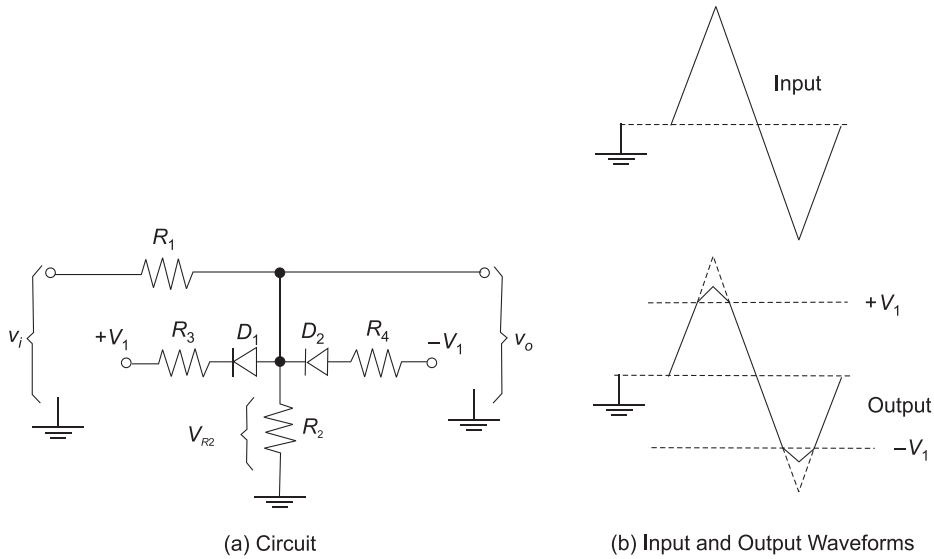 Input
R1
+V1
R3
D1
D2
R4
−V1
vi
vo
VR2
R2
+V1
Output
−V1
(a) Circuit
(b) Input and Output Waveforms